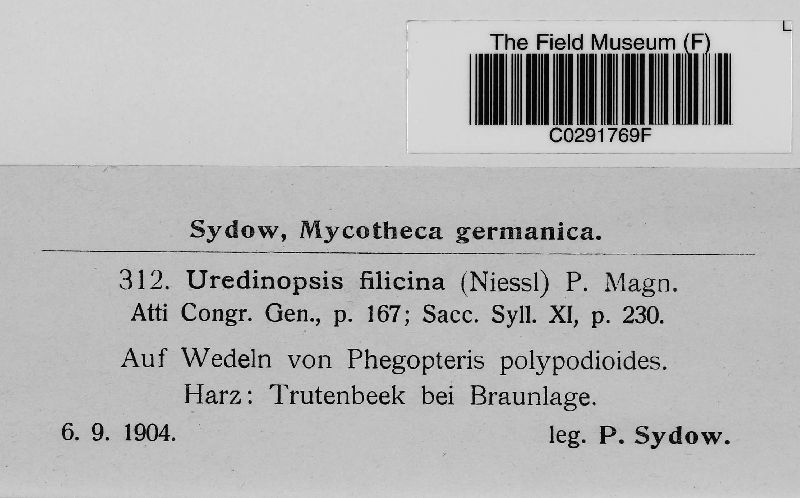 The Field Museum (F)
C0291769F
Sydow, Mycotheca germanica.
312. Uredinopsis filicina (Niessl) P. Magn.
Atti Congr. Gen., p. 167; Sacc. Syll. XI, p. 230.
Auf Wedeln von Phegopteris polypodioides.
Harz: Trutenbeek bei Braunlage.
6. 9. 1904. leg. P. Sydow.